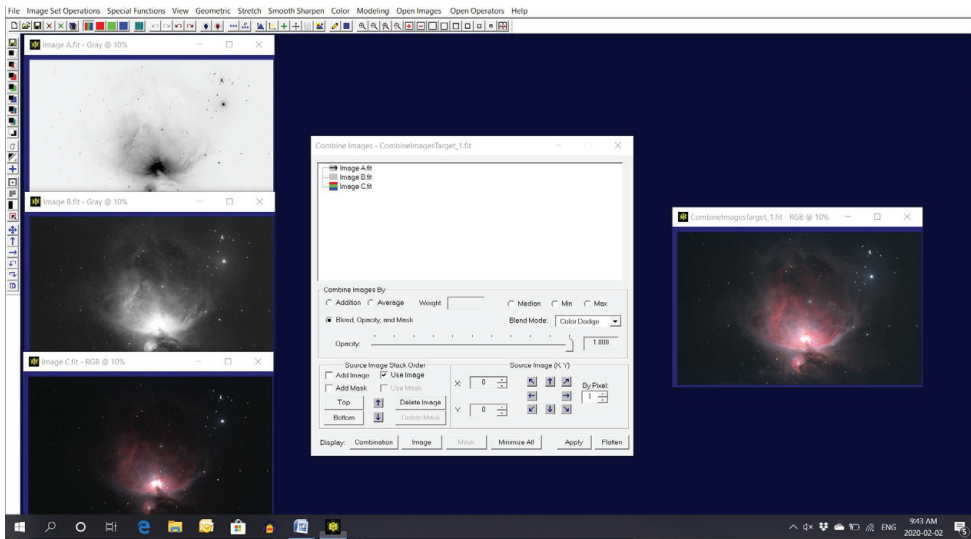 File Image Set Operations Special Functions View Geometric Stretch Smooth Sharpen Color Modeling Open Images Open Operators Help
Image A.fit - Gray @ 10%
Image B.fit - Gray @ 10%
Image C.fit - RGB @ 10%
Combine Images - CombineImagesTarget_1.fit
Image A.fit
Image B.fit
Image C.fit
Combine Images By
Addition Average Weight Median Min Max
Blend, Opacity, and Mask Blend Mode: Color Dodge
Opacity: 1.000
Source Image Stack Order Source Image (X,Y)
Add Image Use Image
Add Mask Use Mask X: 0 By Pixel:
Top Delete Image 1
Bottom Delete Mask Y: 0
Display: Combination Image Mask Minimize All Apply Flatten
CombineImagesTarget_1.fit - RGB @ 10%
ENG
9:43 AM
2020-02-02
5